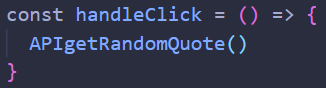 const handleClick = () => {
  APIgetRandomQuote()
}